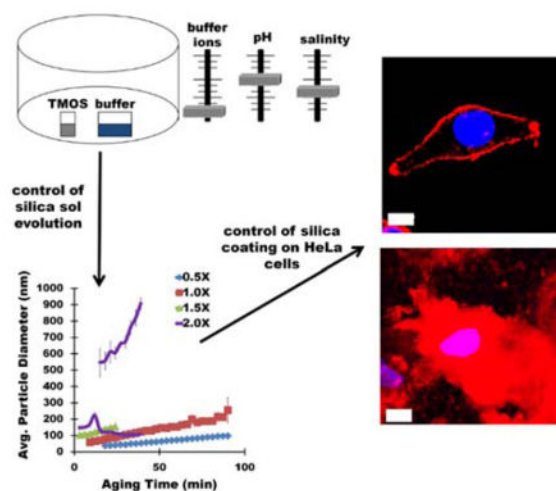 buffer
ions
pH
salinity
TMOS
buffer
control of
silica sol
evolution
control of silica
coating on HeLa
cells
Avg. Particle Diameter (nm)
1000
900
800
700
600
500
400
300
200
100
0
0.5X
1.0X
1.5X
2.0X
0
50
100
Aging Time (min)